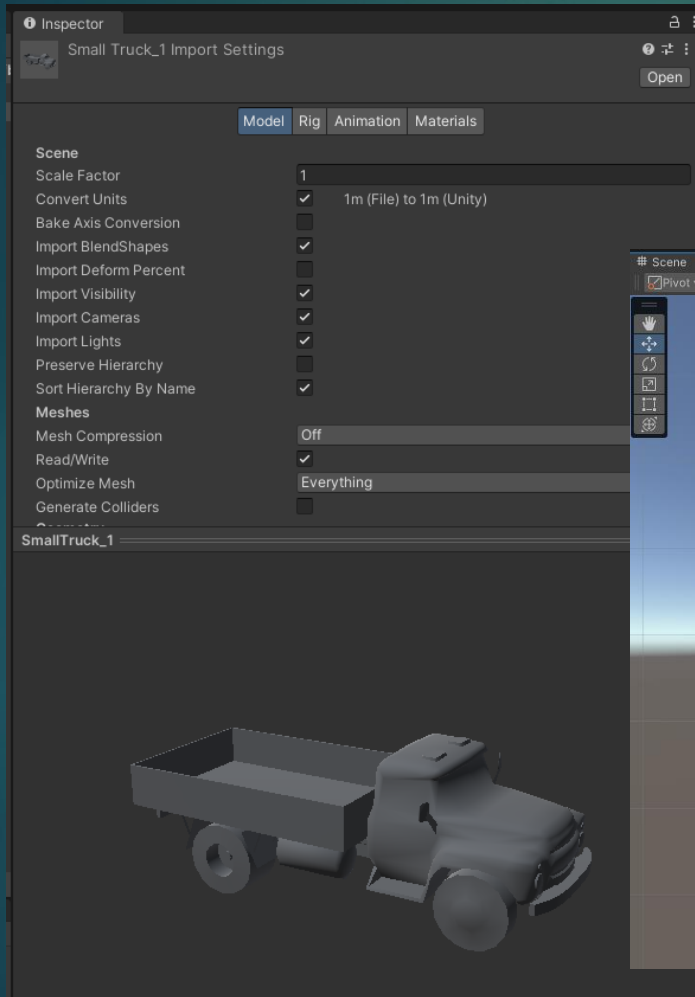 Inspector
Small Truck_1 Import Settings
Open
Model Rig Animation Materials
Scene
Scale Factor 1
Convert Units 1m (File) to 1m (Unity)
Bake Axis Conversion
Import BlendShapes
Import Deform Percent
Import Visibility
Import Cameras
Import Lights
Preserve Hierarchy
Sort Hierarchy By Name
Meshes
Mesh Compression Off
Read/Write
Optimize Mesh Everything
Generate Colliders
SmallTruck_1
Scene
Pivot